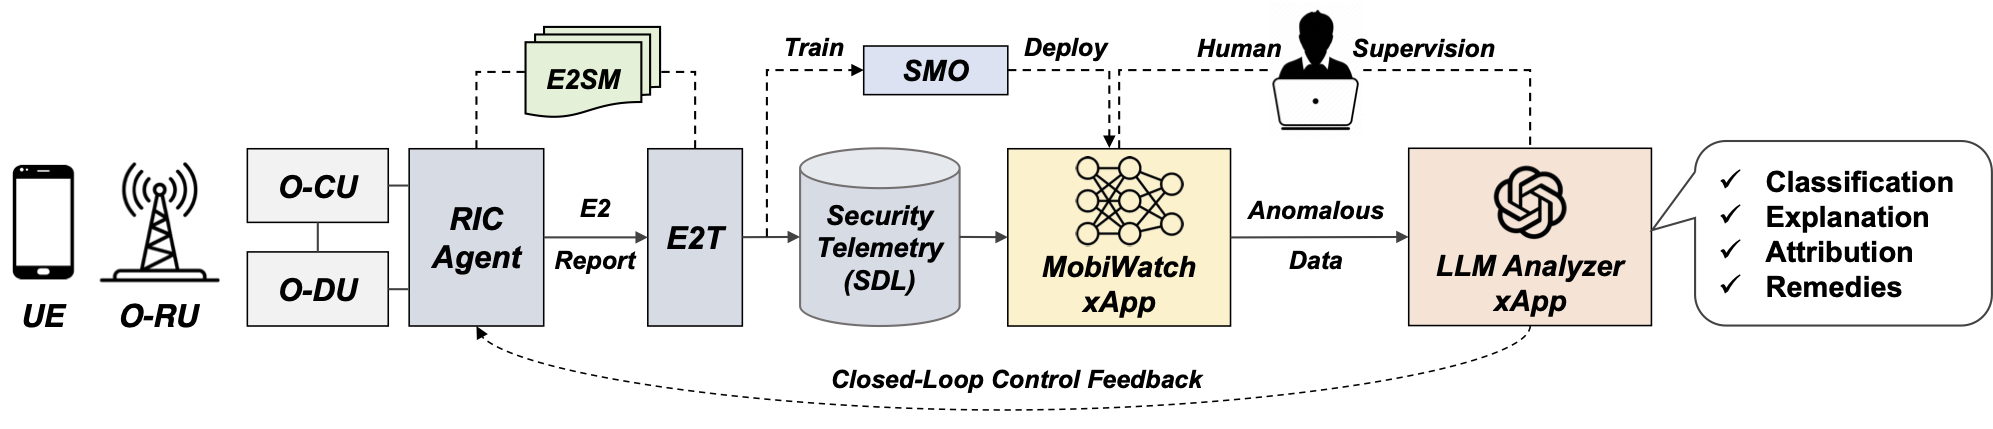 UE
O-RU
O-CU
O-DU
RIC
Agent
E2SM
E2
Report
E2T
Train
SMO
Deploy
Security
Telemetry
(SDL)
MobiWatch
xApp
Human
Supervision
Anomalous
Data
LLM Analyzer
xApp
✓ Classification
✓ Explanation
✓ Attribution
✓ Remedies
Closed-Loop Control Feedback